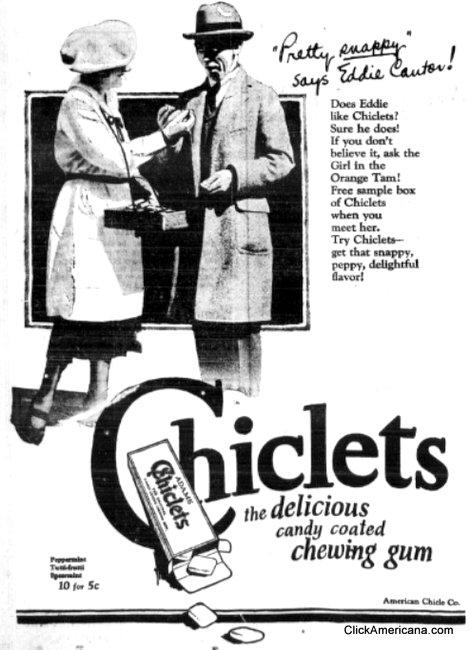 "Pretty snappy"
says Eddie Cantor!
Does Eddie
like Chiclets?
Sure he does!
If you don't
believe it, ask the
Girl in the
Orange Tam!
Free sample box
of Chiclets
when you
meet her.
Try Chiclets—
get that snappy,
peppy, delightful
flavor!
Chiclets
the delicious
candy coated
chewing gum
ADAMS
Chiclets
Peppermint
Tutti-frutti
Spearmint
10 for 5c
American Chicle Co.
ClickAmericana.com